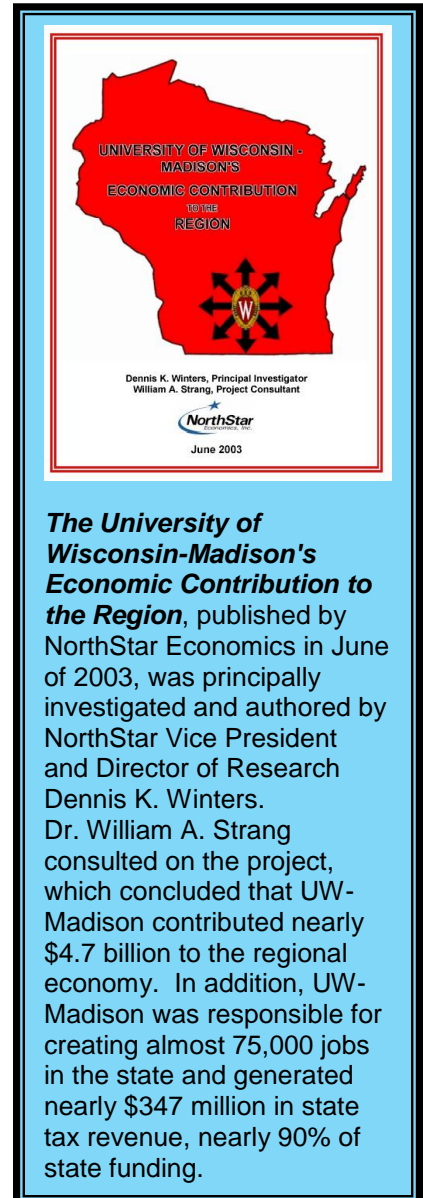 UNIVERSITY OF WISCONSIN -
MADISON'S
ECONOMIC CONTRIBUTION
TO THE
REGION
W
Dennis K. Winters, Principal Investigator
William A. Strang, Project Consultant
NorthStar
Economics, Inc.
June 2003
The University of
Wisconsin-Madison's
Economic Contribution to
the Region, published by
NorthStar Economics in June
of 2003, was principally
investigated and authored by
NorthStar Vice President
and Director of Research
Dennis K. Winters.
Dr. William A. Strang
consulted on the project,
which concluded that UW-
Madison contributed nearly
$4.7 billion to the regional
economy.  In addition, UW-
Madison was responsible for
creating almost 75,000 jobs
in the state and generated
nearly $347 million in state
tax revenue, nearly 90% of
state funding.